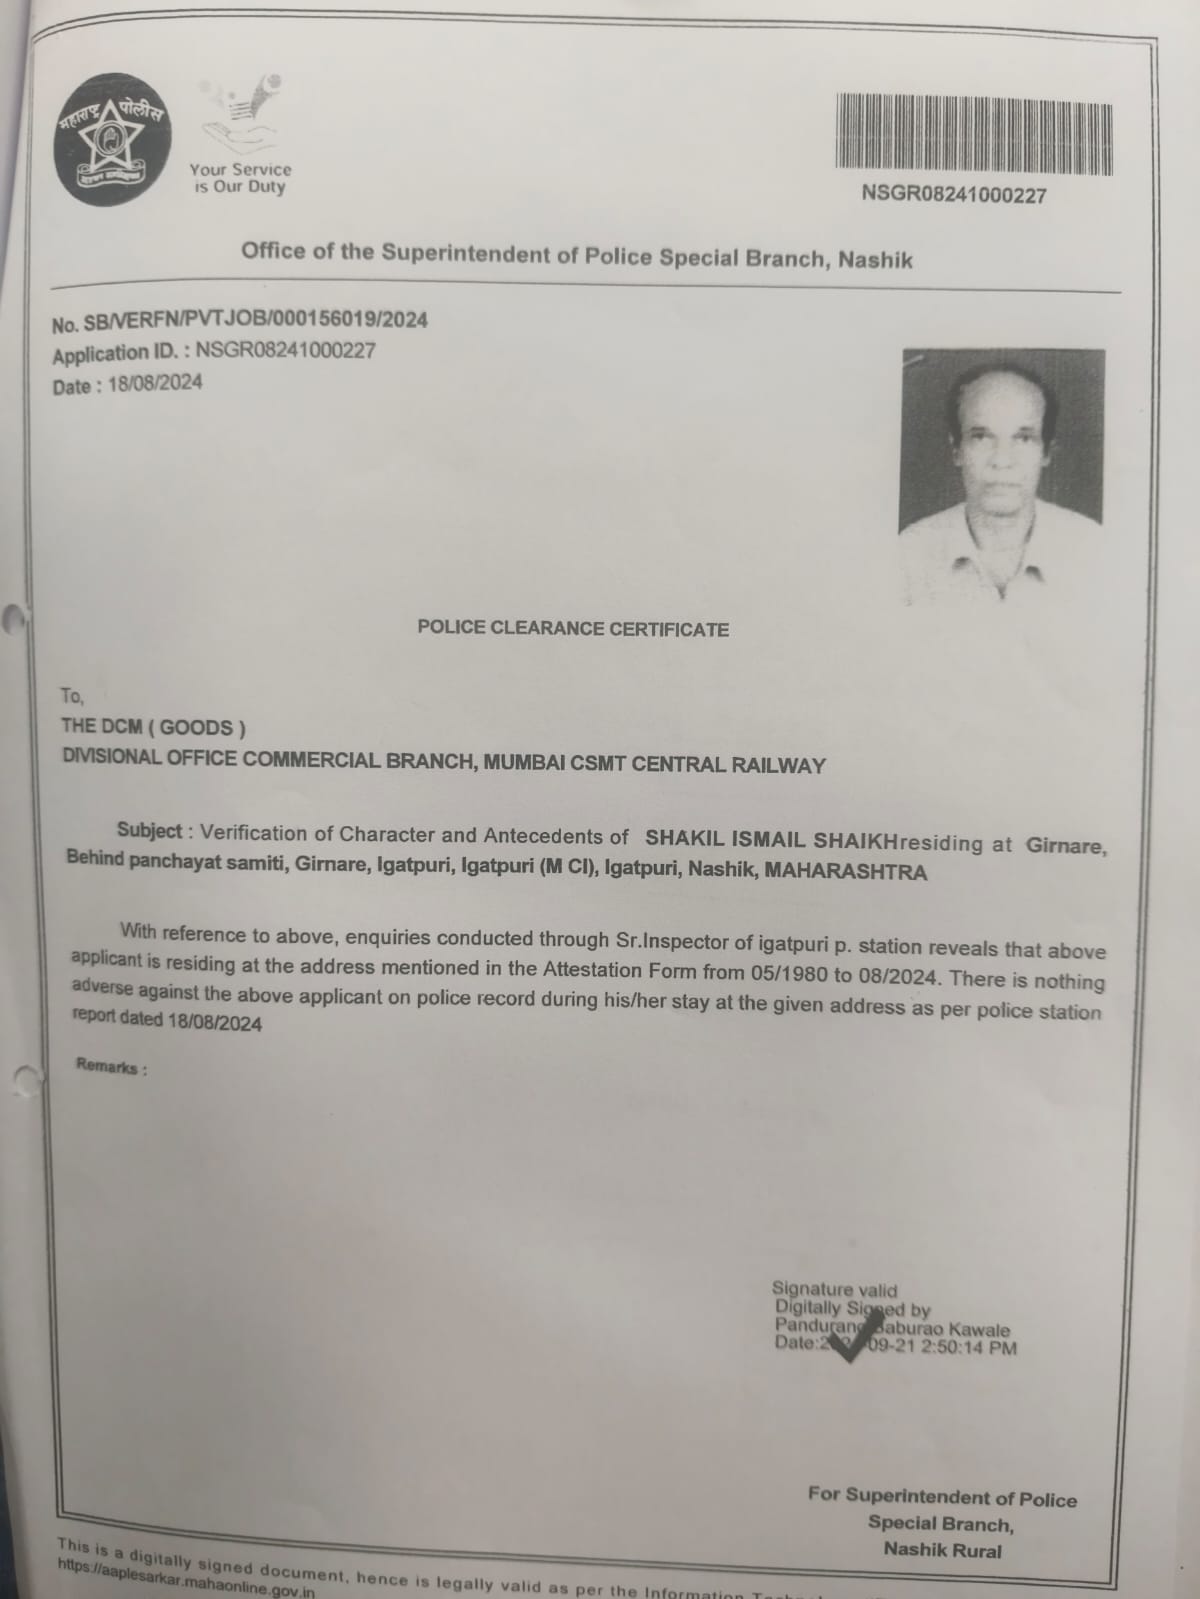 महाराष्ट्र पोलीस
Your Service
is Our Duty
NSGR08241000227
Office of the Superintendent of Police Special Branch, Nashik
No. SB/VERFN/PVTJOB/000156019/2024
Application ID. : NSGR08241000227
Date : 18/08/2024
POLICE CLEARANCE CERTIFICATE
To,
THE DCM ( GOODS )
DIVISIONAL OFFICE COMMERCIAL BRANCH, MUMBAI CSMT CENTRAL RAILWAY
Subject : Verification of Character and Antecedents of SHAKIL ISMAIL SHAIKHresiding at Girnare,
Behind panchayat samiti, Girnare, Igatpuri, Igatpuri (M Cl), Igatpuri, Nashik, MAHARASHTRA
With reference to above, enquiries conducted through Sr.Inspector of igatpuri p. station reveals that above
applicant is residing at the address mentioned in the Attestation Form from 05/1980 to 08/2024. There is nothing
adverse against the above applicant on police record during his/her stay at the given address as per police station
report dated 18/08/2024
Remarks :
Signature valid
Digitally Signed by
Pandurang Baburao Kawale
Date: 09-21 2:50:14 PM
For Superintendent of Police
Special Branch,
Nashik Rural
This is a digitally signed document, hence is legally valid as per the Information
https://aaplesarkar.mahaonline.gov.in